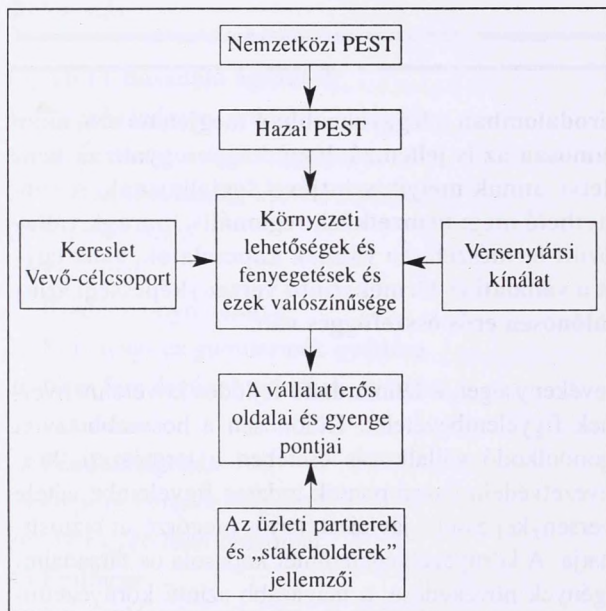 Nemzetközi PEST
Hazai PEST
Kereslet
Vevő-célcsoport
Környezeti
lehetőségek és
fenyegetések és
ezek valószínűsége
Versenytársi
kínálat
A vállalat erős
oldalai és gyenge
pontjai
Az üzleti partnerek
és „stakeholderek”
jellemzői